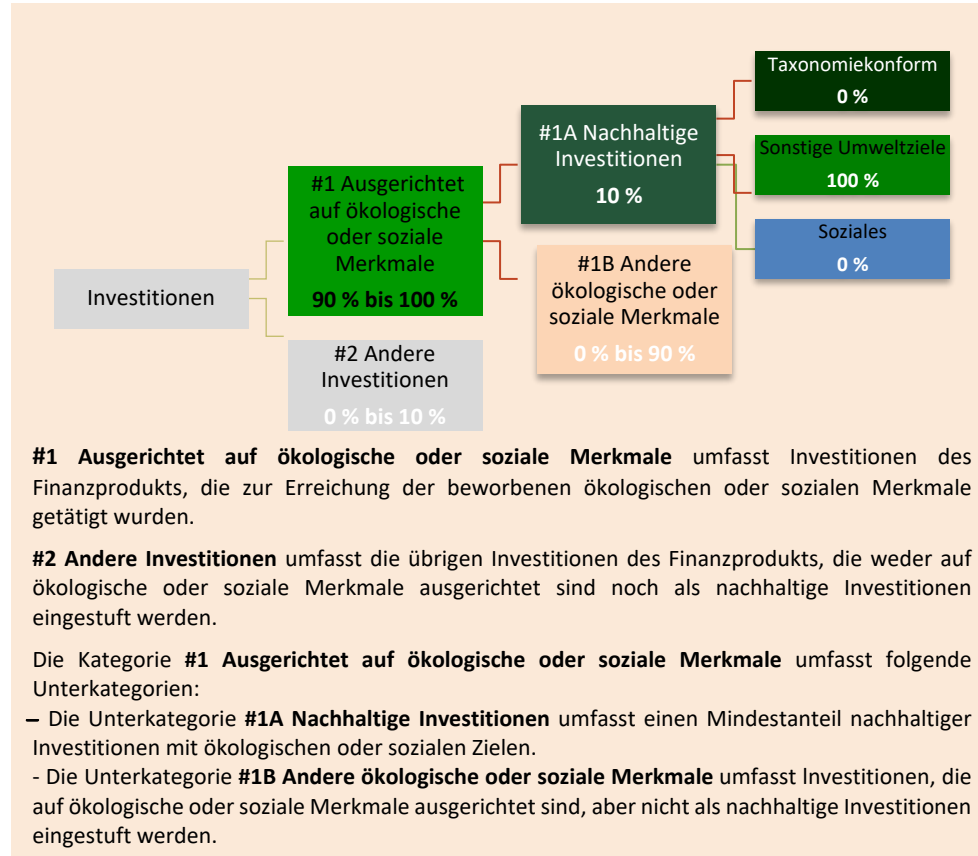 Taxonomiekonform
0 %
#1A Nachhaltige
Investitionen
10 %
Sonstige Umweltziele
100 %
#1 Ausgerichtet
auf ökologische
oder soziale
Merkmale
90 % bis 100 %
Soziales
0 %
#1B Andere
ökologische oder
soziale Merkmale
0 % bis 90 %
Investitionen
#2 Andere
Investitionen
0 % bis 10 %
#1 Ausgerichtet auf ökologische oder soziale Merkmale umfasst Investitionen des
Finanzprodukts, die zur Erreichung der beworbenen ökologischen oder sozialen Merkmale
getätigt wurden.
#2 Andere Investitionen umfasst die übrigen Investitionen des Finanzprodukts, die weder auf
ökologische oder soziale Merkmale ausgerichtet sind noch als nachhaltige Investitionen
eingestuft werden.
Die Kategorie #1 Ausgerichtet auf ökologische oder soziale Merkmale umfasst folgende
Unterkategorien:
– Die Unterkategorie #1A Nachhaltige Investitionen umfasst einen Mindestanteil nachhaltiger
Investitionen mit ökologischen oder sozialen Zielen.
- Die Unterkategorie #1B Andere ökologische oder soziale Merkmale umfasst Investitionen, die
auf ökologische oder soziale Merkmale ausgerichtet sind, aber nicht als nachhaltige Investitionen
eingestuft werden.